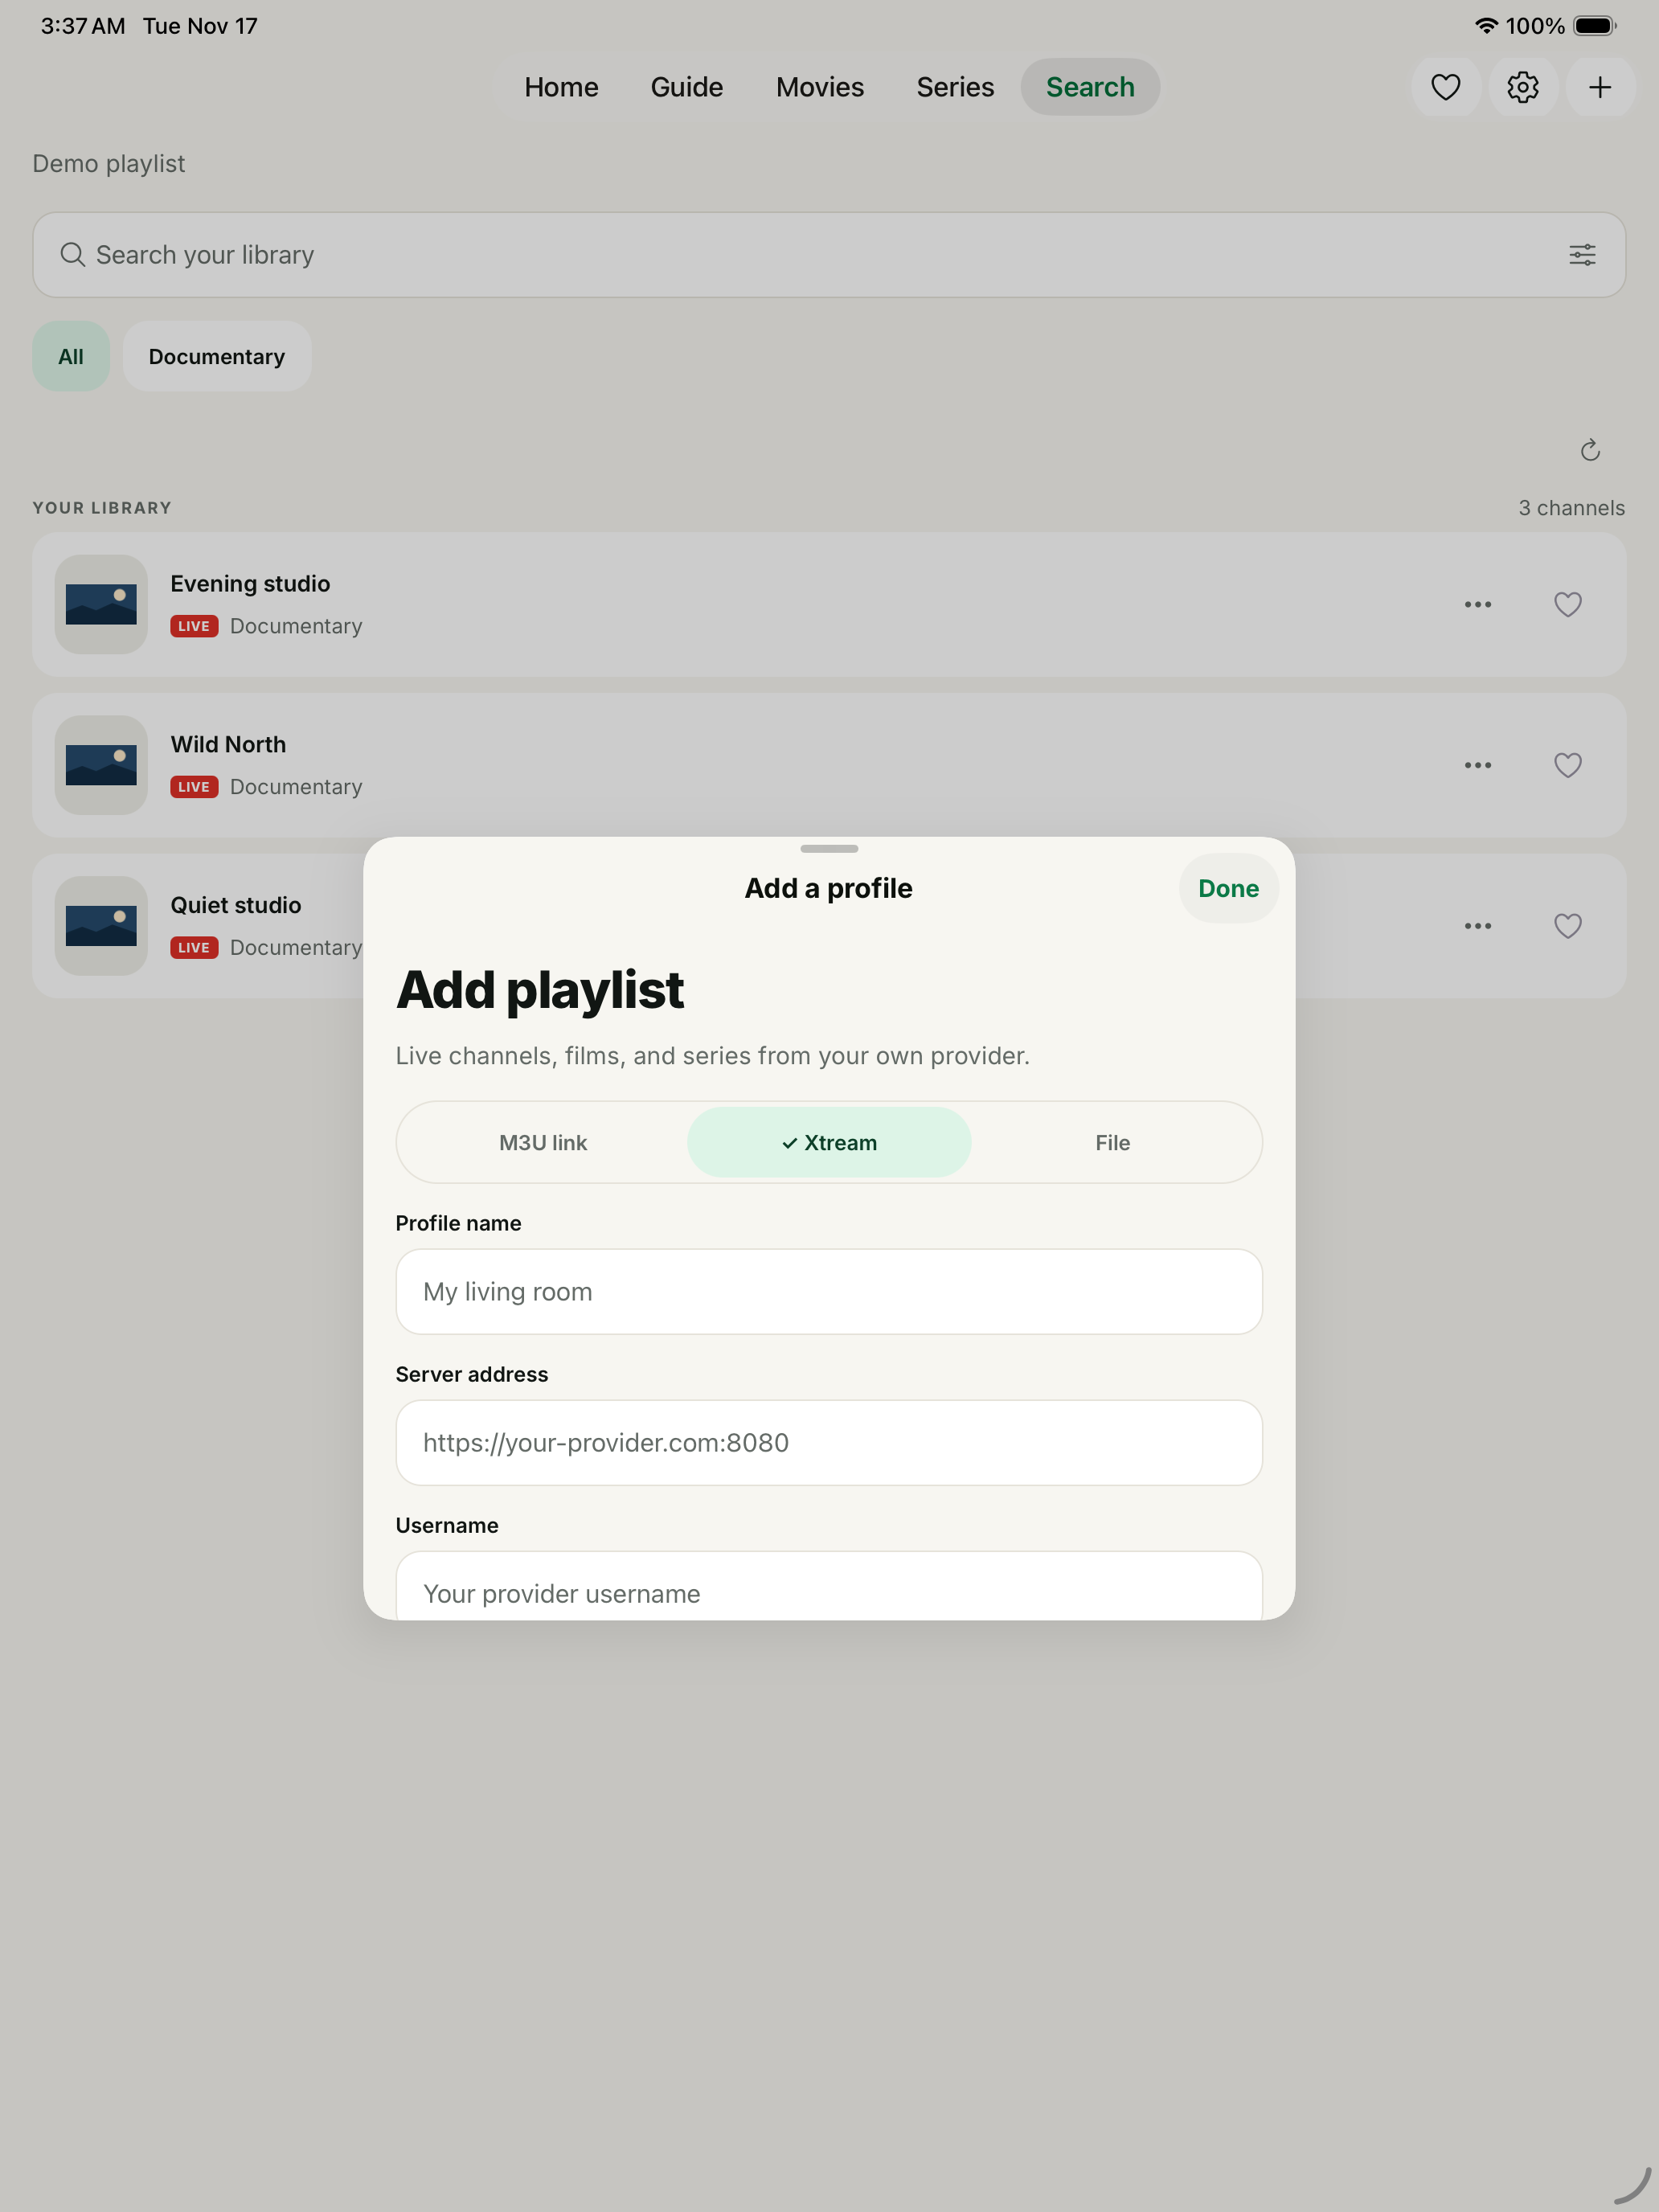 3:37 AM Tue Nov 17
100%
Home Guide Movies Series Search
Demo playlist
Search your library
All Documentary
YOUR LIBRARY 3 channels
Evening studio
LIVE Documentary
Wild North
LIVE Documentary
Quiet studio
LIVE Documentary
Add a profile
Done
Add playlist
Live channels, films, and series from your own provider.
M3U link ✓ Xtream File
Profile name
My living room
Server address
https://your-provider.com:8080
Username
Your provider username